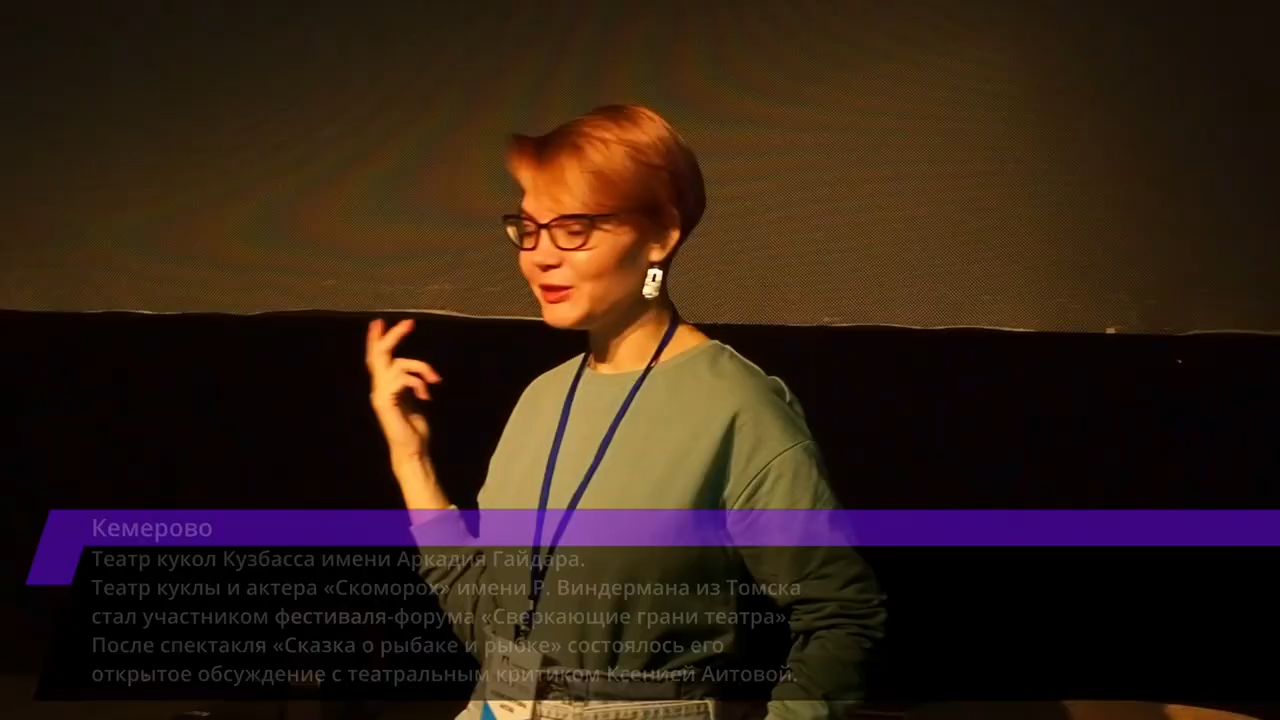 Кемерово
Театр кукол Кузбасса имени Аркадия Гайдара.
Театр куклы и актера «Скоморох» имени Р. Виндермана из Томска
стал участником фестиваля-форума «Сверкающие грани театра».
После спектакля «Сказка о рыбаке и рыбке» состоялось его
открытое обсуждение с театральным критиком Ксенией Аитовой.